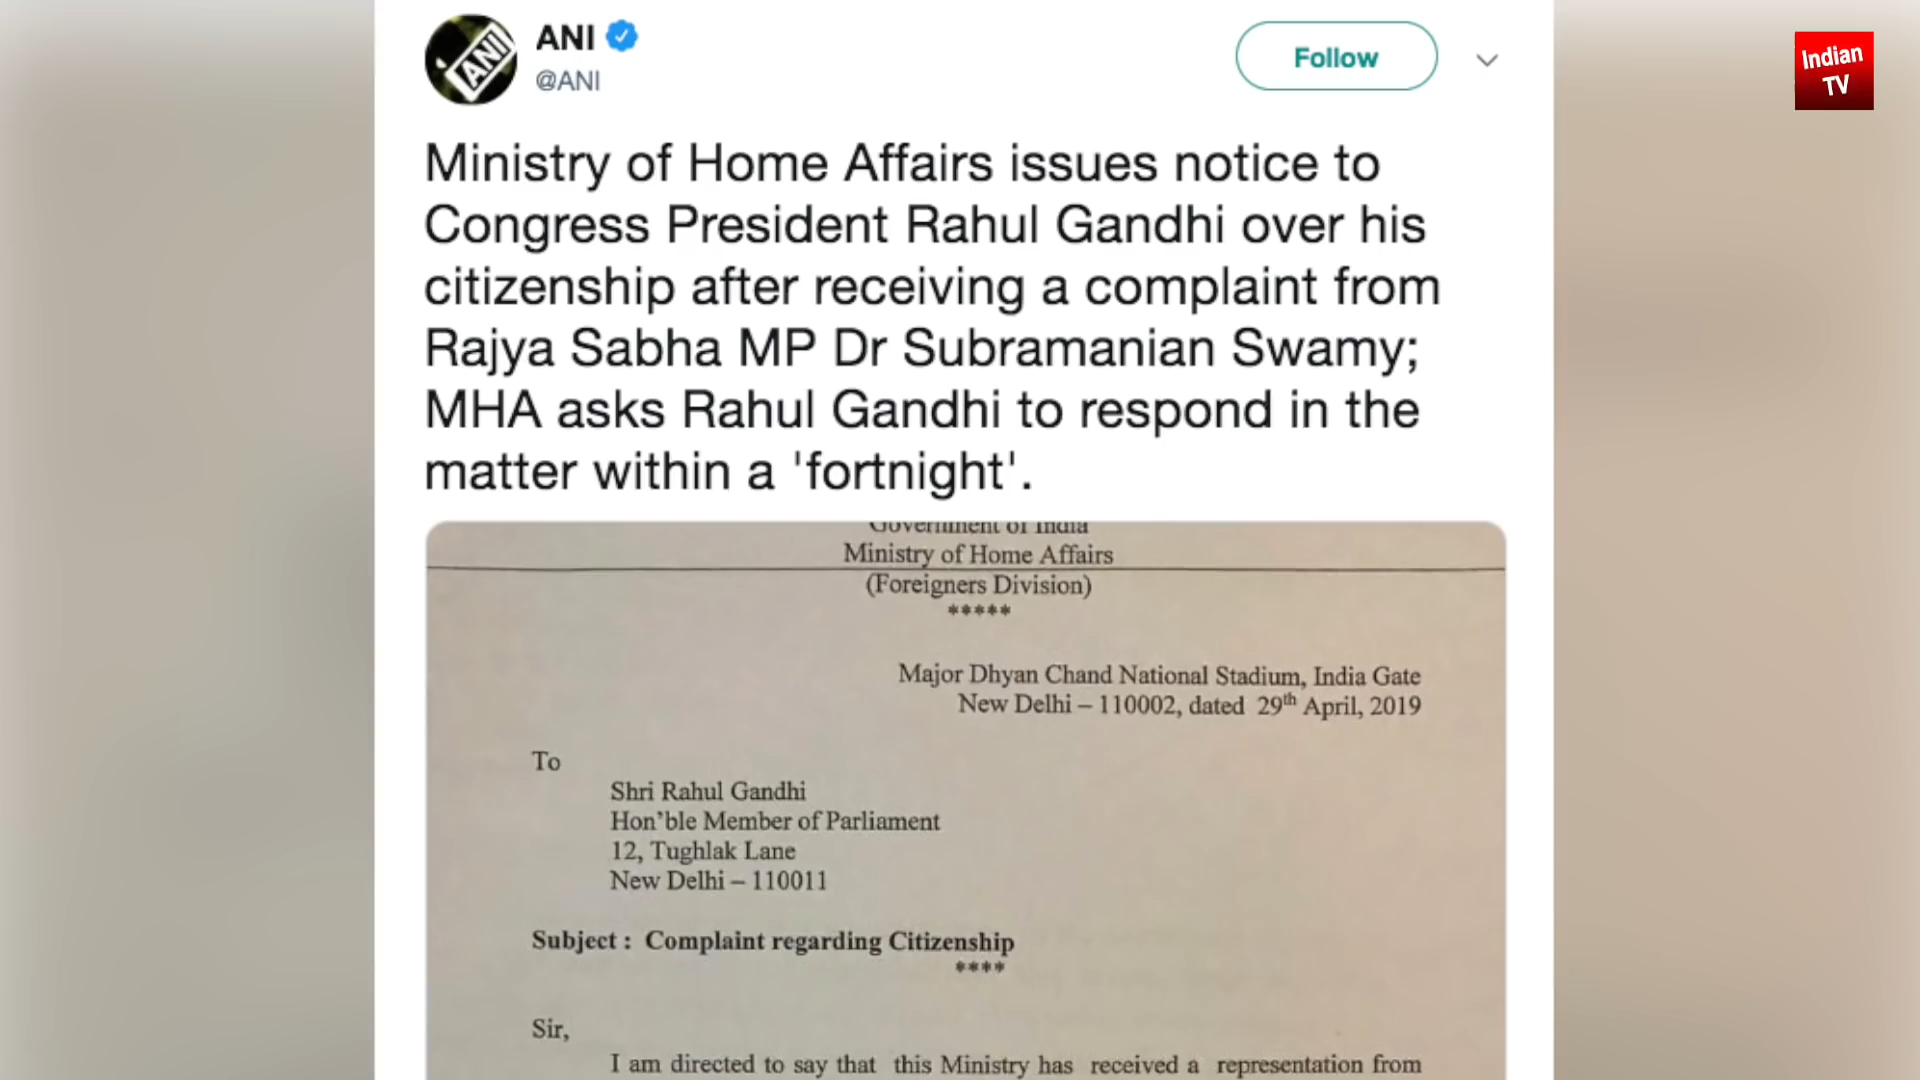 ANI
@ANI
Follow
Indian
TV
ANI
Ministry of Home Affairs issues notice to
Congress President Rahul Gandhi over his
citizenship after receiving a complaint from
Rajya Sabha MP Dr Subramanian Swamy;
MHA asks Rahul Gandhi to respond in the
matter within a 'fortnight'.
Government of India
Ministry of Home Affairs
(Foreigners Division)
*****
Major Dhyan Chand National Stadium, India Gate
New Delhi – 110002, dated 29th April, 2019
To
Shri Rahul Gandhi
Hon'ble Member of Parliament
12, Tughlak Lane
New Delhi – 110011
Subject : Complaint regarding Citizenship
****
Sir,
I am directed to say that this Ministry has received a representation from